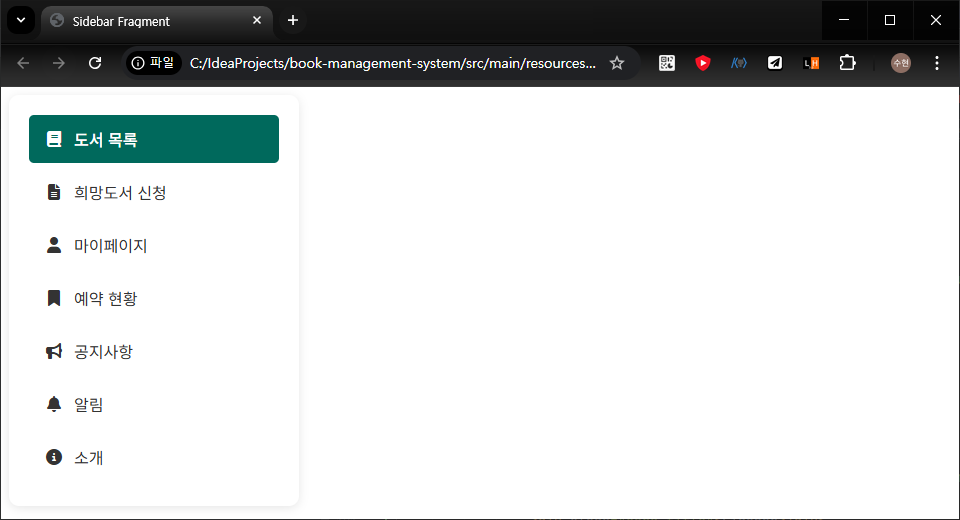 Sidebar Fragment
파일
C:/IdeaProjects/book-management-system/src/main/resources...
수현
도서 목록
희망도서 신청
마이페이지
예약 현황
공지사항
알림
소개